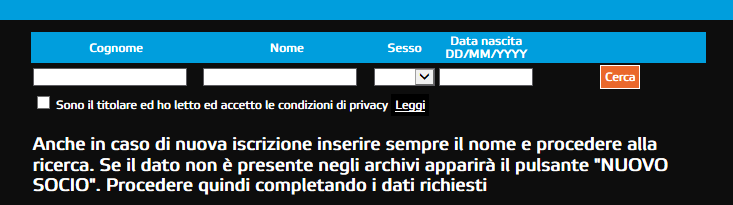 Cognome Nome Sesso Data nascita
DD/MM/YYYY
Cerca
Sono il titolare ed ho letto ed accetto le condizioni di privacy Leggi
Anche in caso di nuova iscrizione inserire sempre il nome e procedere alla
ricerca. Se il dato non è presente negli archivi apparirà il pulsante "NUOVO
SOCIO". Procedere quindi completando i dati richiesti